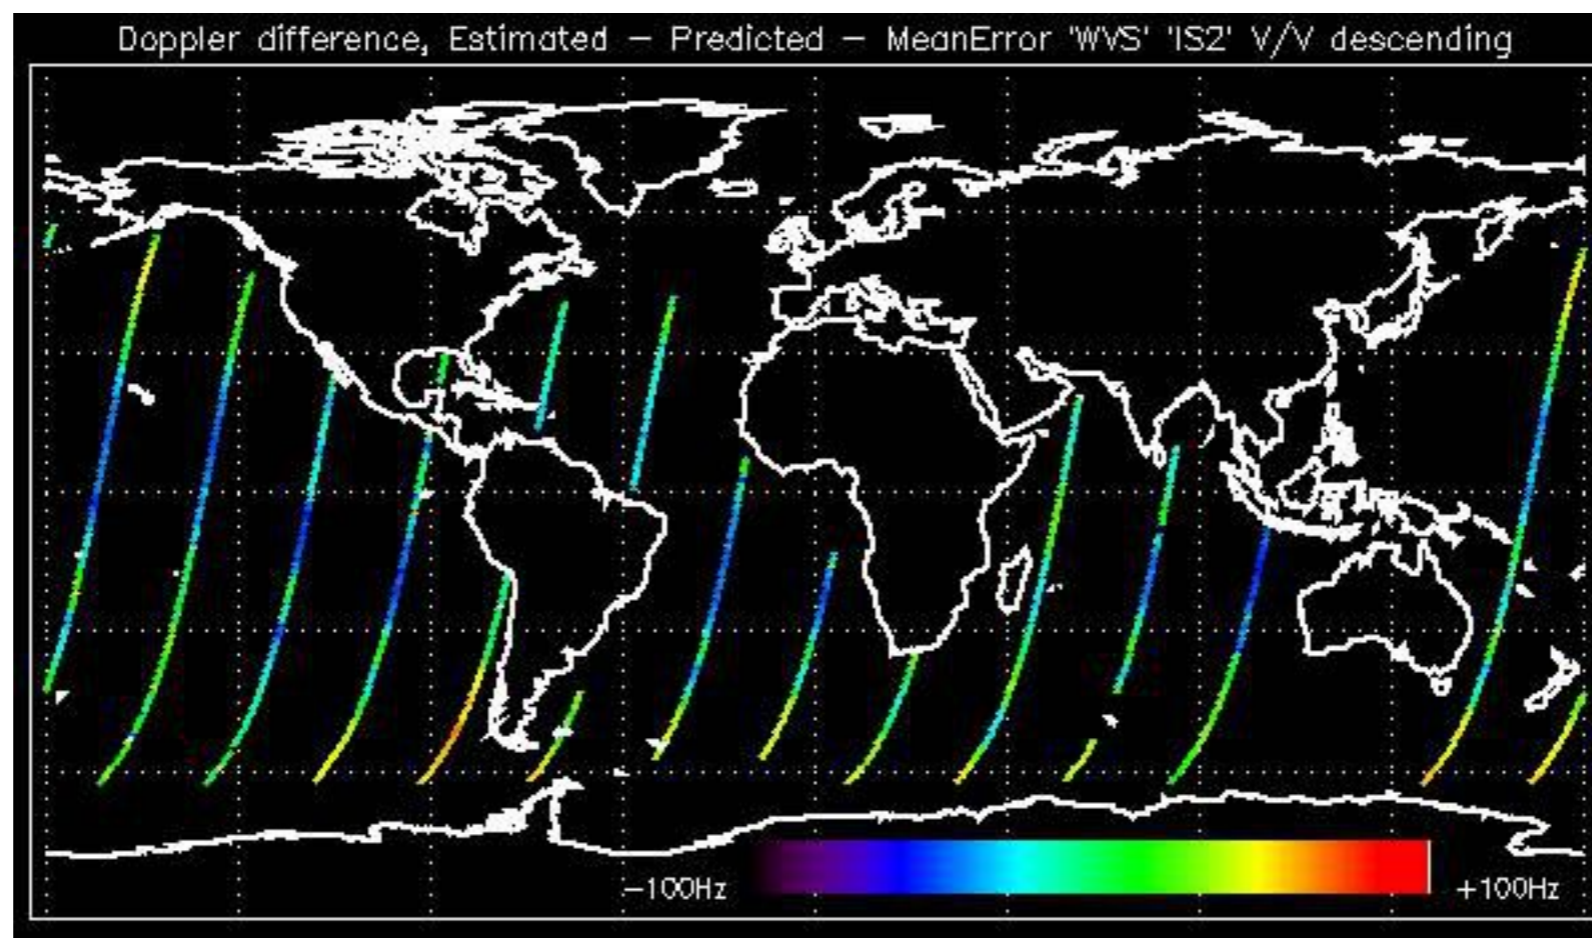 Doppler difference, Estimated – Predicted – MeanError 'WVS' 'IS2' V/V descending
−100Hz
+100Hz